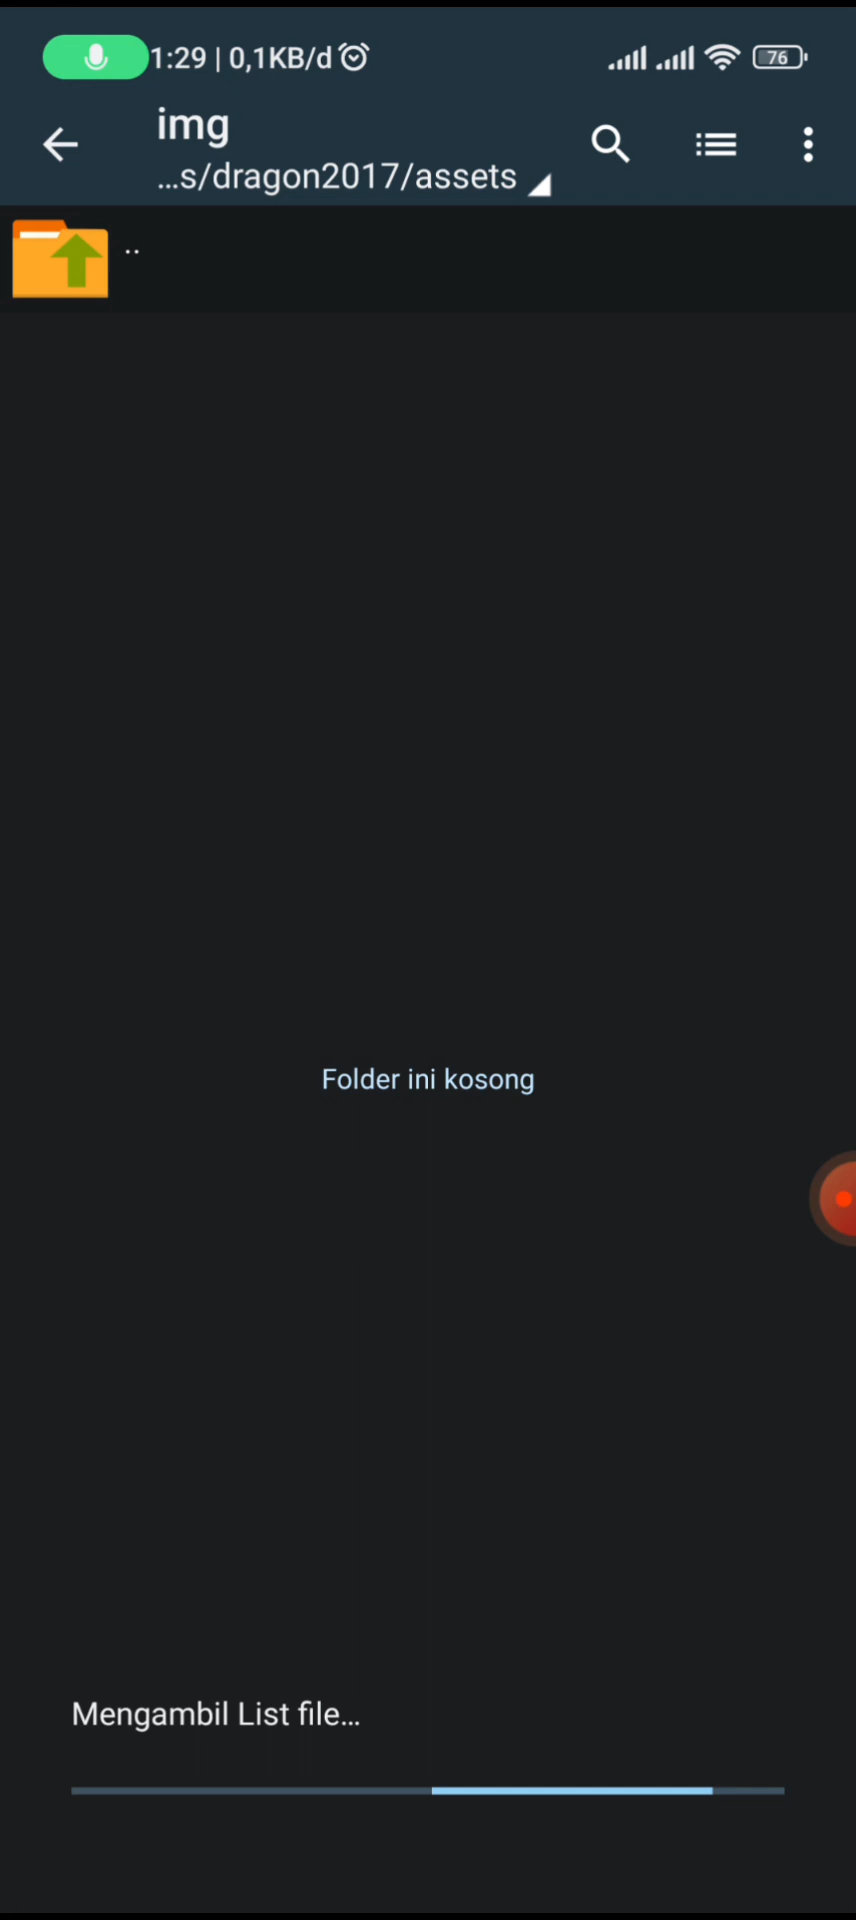 1:29 | 0,1KB/d 76
img
...s/dragon2017/assets
..
Folder ini kosong
Mengambil List file...